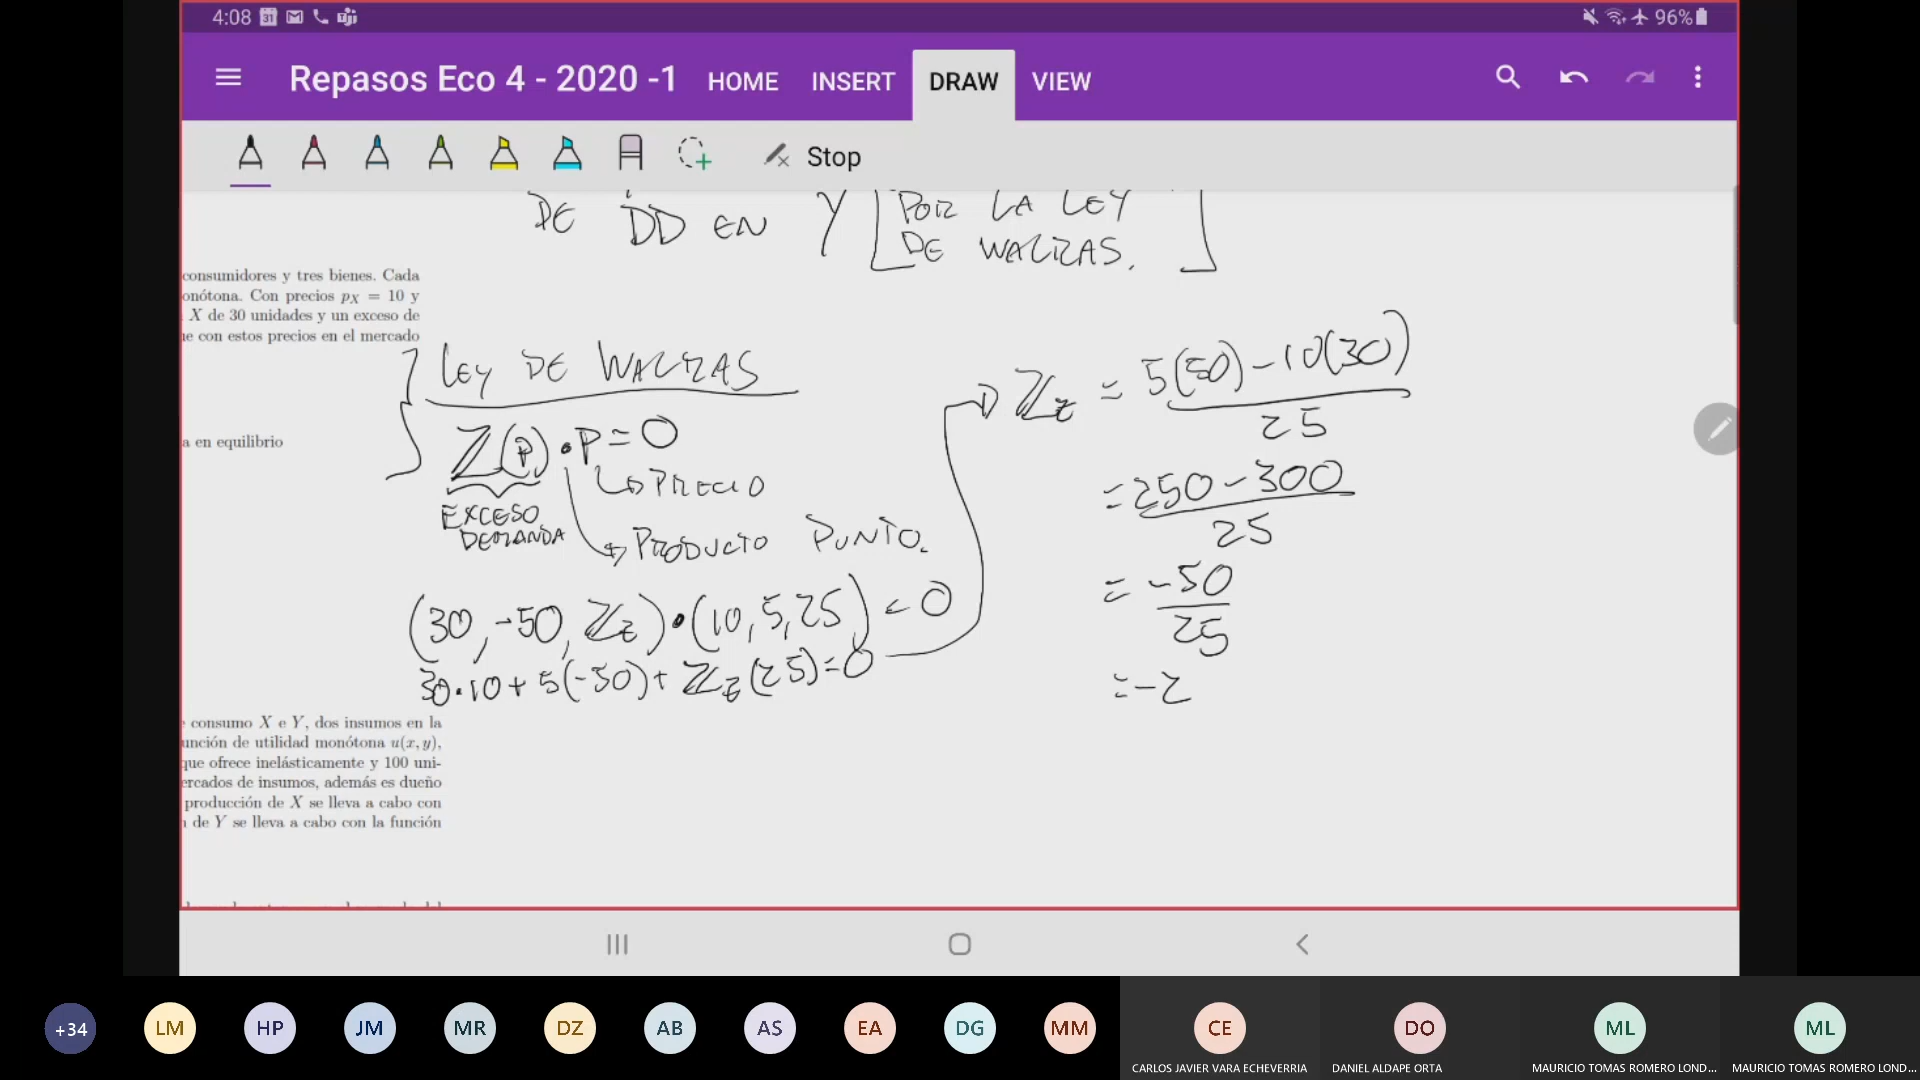 4:08 31 96%
Repasos Eco 4 - 2020 -1 HOME INSERT DRAW VIEW
Stop
DE DD EN Y [POR LA LEY
DE WALRAS.]
consumidores y tres bienes. Cada
onótona. Con precios pX = 10 y
X de 30 unidades y un exceso de
ue con estos precios en el mercado
a en equilibrio
LEY DE WALRAS
Z(P) • P = 0
PRECIO
EXCESO
DEMANDA
PRODUCTO PUNTO.
(30, -50, Zz) • (10, 5, 25) = 0
30·10 + 5(-50) + Zz(25) = 0
Zz = 5(50) - 10(30)
25
= 250 - 300
25
= -50
25
= -2
consumo X e Y, dos insumos en la
unción de utilidad monótona u(x, y),
que ofrece inelásticamente y 100 uni-
ercados de insumos, además es dueño
producción de X se lleva a cabo con
n de Y se lleva a cabo con la función
+34 LM HP JM MR DZ AB AS EA DG MM CE DO ML ML
CARLOS JAVIER VARA ECHEVERRIA DANIEL ALDAPE ORTA MAURICIO TOMAS ROMERO LOND... MAURICIO TOMAS ROMERO LOND...